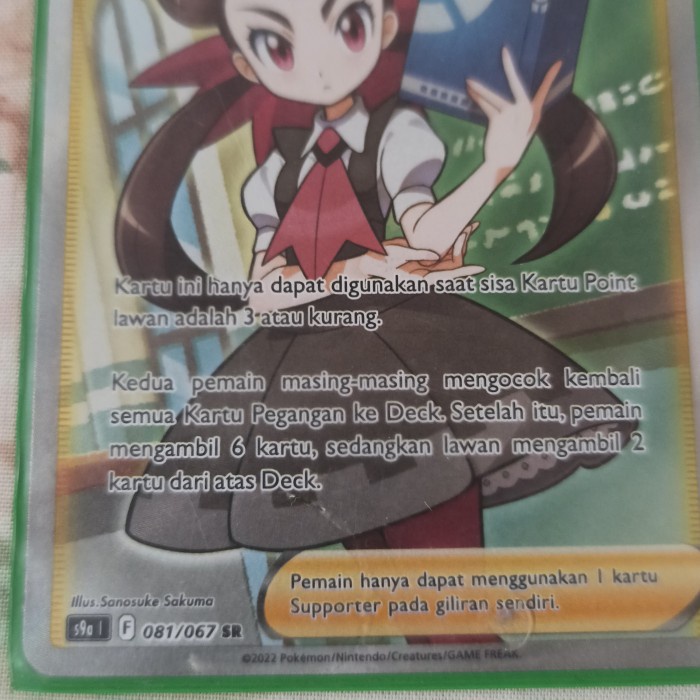 Kartu ini hanya dapat digunakan saat sisa Kartu Point
lawan adalah 3 atau kurang.
Kedua pemain masing-masing mengocok kembali
semua Kartu Pegangan ke Deck. Setelah itu, pemain
mengambil 6 kartu, sedangkan lawan mengambil 2
kartu dari atas Deck.
Pemain hanya dapat menggunakan 1 kartu
Supporter pada giliran sendiri.
Illus. Sanosuke Sakuma
s9a I F 081/067 SR
©2022 Pokémon/Nintendo/Creatures/GAME FREAK